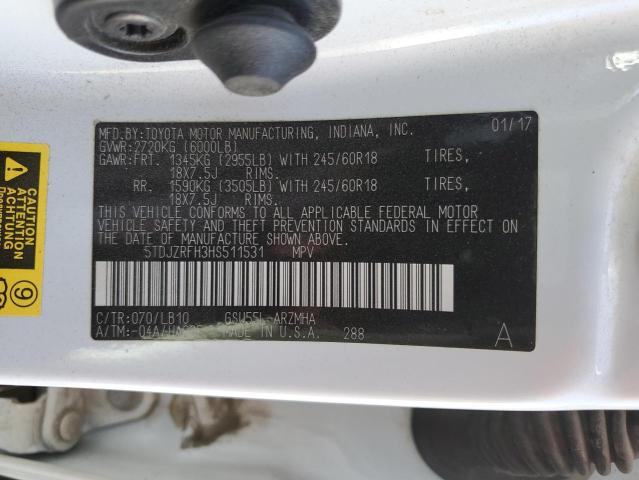 MFD.BY:TOYOTA MOTOR MANUFACTURING, INDIANA, INC. 01/17
GVWR:2720KG (6000LB)
GAWR:FRT. 1345KG (2955LB) WITH 245/60R18 TIRES,
18X7.5J RIMS.
RR. 1590KG (3505LB) WITH 245/60R18 TIRES,
18X7.5J RIMS.
THIS VEHICLE CONFORMS TO ALL APPLICABLE FEDERAL MOTOR
VEHICLE SAFETY AND THEFT PREVENTION STANDARDS IN EFFECT ON THE
DATE OF MANUFACTURE SHOWN ABOVE.
5TDJZRFH3HS511531 MPV
C/TR:070/LB10 GSU55L-ARZMHA
A/TM:-04A/ MADE IN U.S.A. 288 A
CAUTION
ATTENTION
ACHTUNG
9